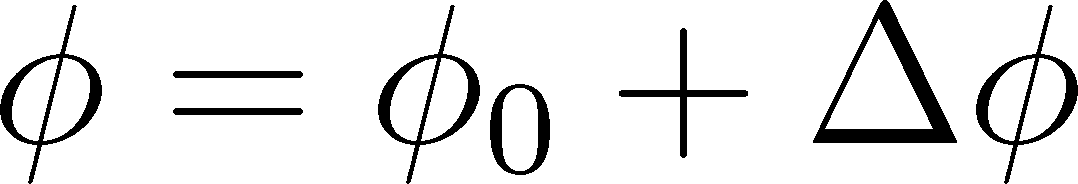 ϕ = ϕ₀ + Δϕ